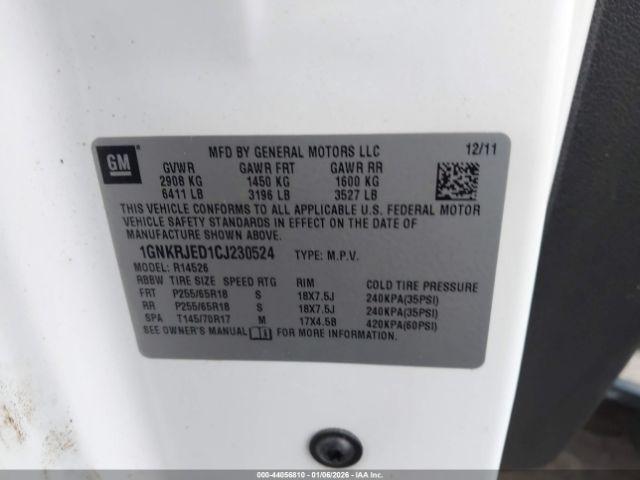 GM
MFD BY GENERAL MOTORS LLC 12/11
GVWR GAWR FRT GAWR RR
2908 KG 1450 KG 1600 KG
6411 LB 3196 LB 3527 LB
THIS VEHICLE CONFORMS TO ALL APPLICABLE U.S. FEDERAL MOTOR
VEHICLE SAFETY STANDARDS IN EFFECT ON THE DATE OF
MANUFACTURE SHOWN ABOVE.
1GNKRJED1CJ230524 TYPE: M.P.V.
MODEL: R14526
RBBW TIRE SIZE SPEED RTG RIM COLD TIRE PRESSURE
FRT P255/65R18 S 18X7.5J 240KPA(35PSI)
RR P255/65R18 S 18X7.5J 240KPA(35PSI)
SPA T145/70R17 M 17X4.5B 420KPA(60PSI)
SEE OWNER'S MANUAL FOR MORE INFORMATION.
000-44056810 | 01/06/2026 | IAA Inc.